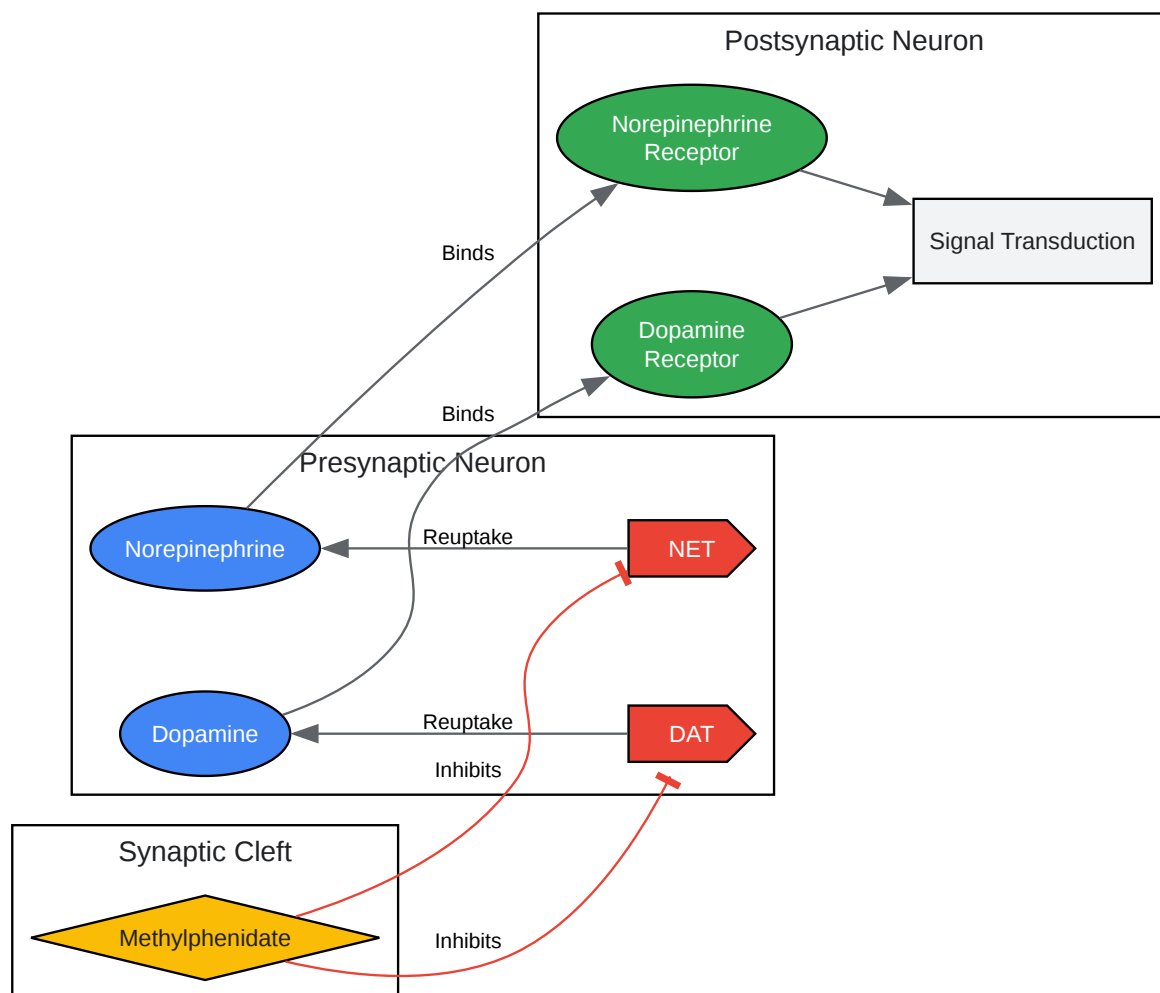 Postsynaptic Neuron
Norepinephrine
Receptor
Signal Transduction
Binds
Dopamine
Receptor
Binds
Presynaptic Neuron
Norepinephrine
Reuptake
NET
Dopamine
Reuptake
DAT
Inhibits
Synaptic Cleft
Methylphenidate
Inhibits